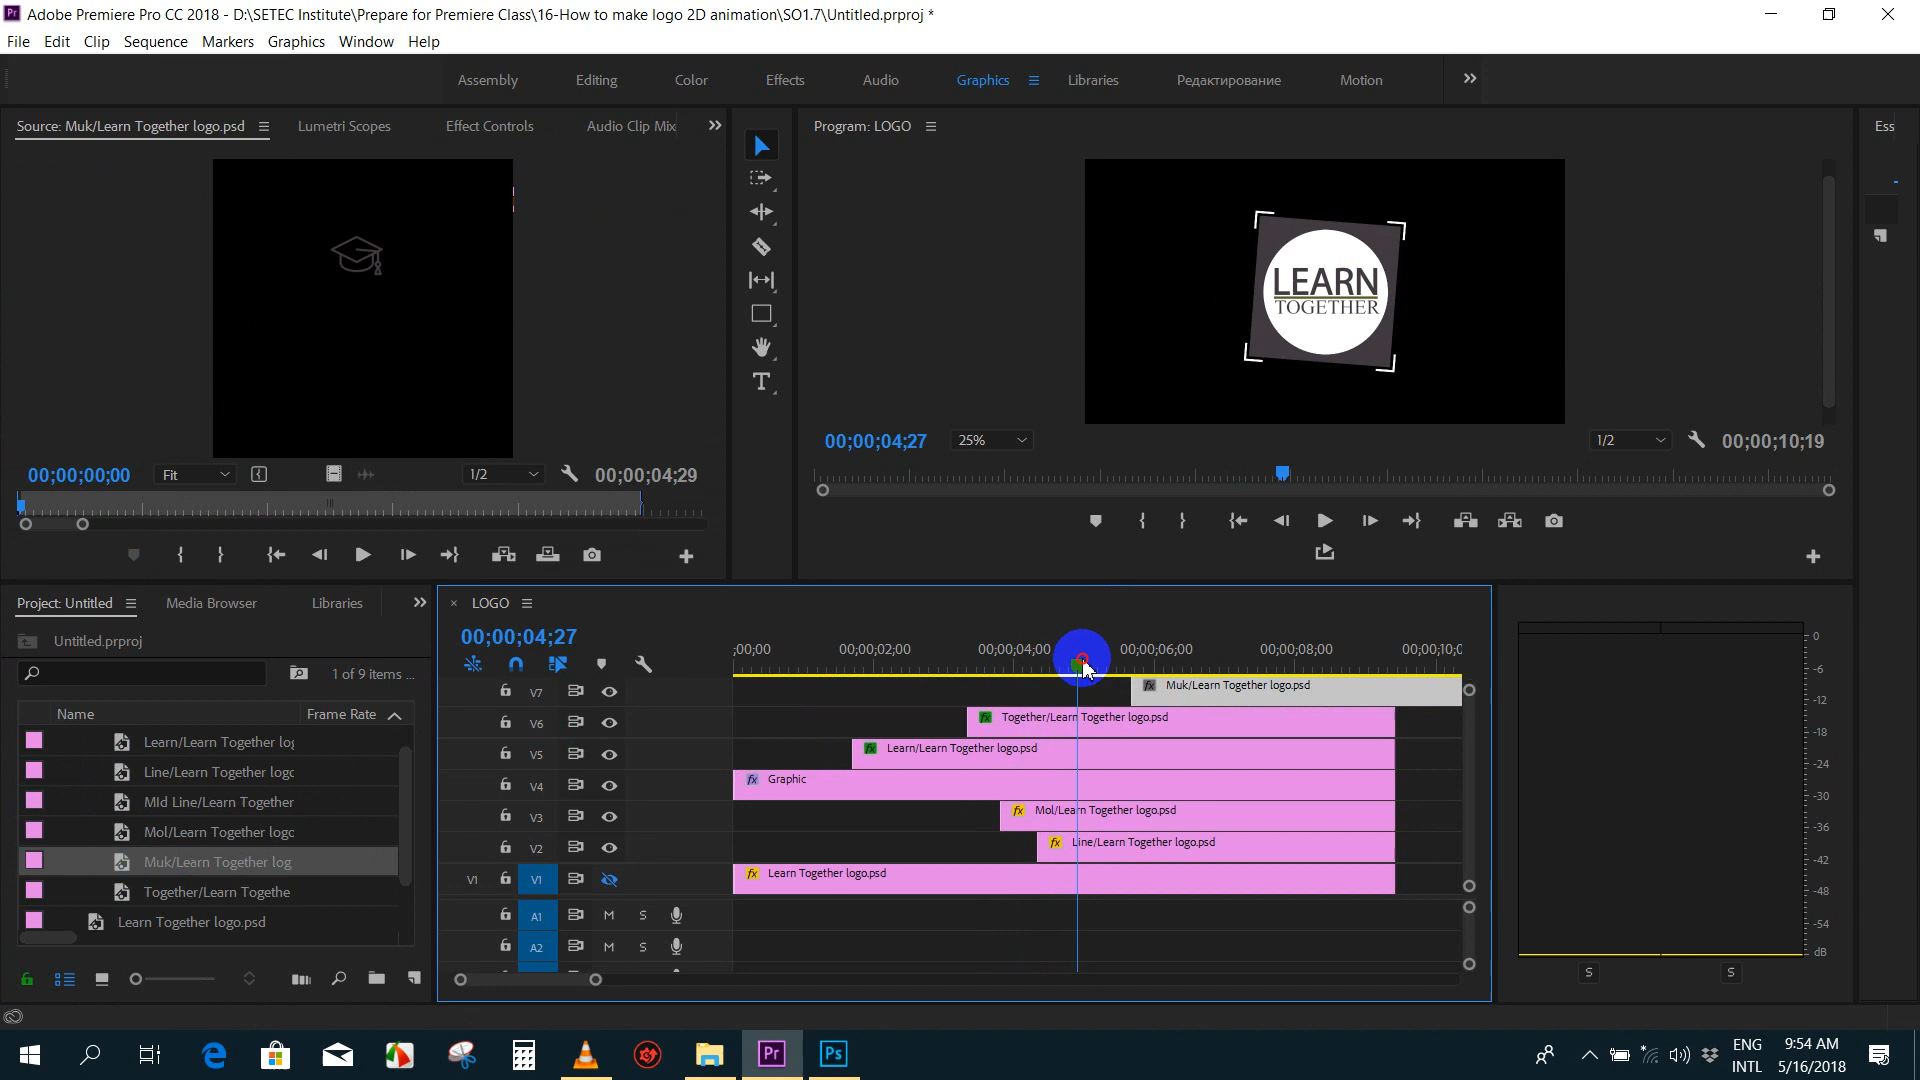 Adobe Premiere Pro CC 2018 - D:\SETEC Institute\Prepare for Premiere Class\16-How to make logo 2D animation\SO1.7\Untitled.prproj *
File Edit Clip Sequence Markers Graphics Window Help
Assembly Editing Color Effects Audio Graphics Libraries Редактирование Motion
Source: Muk/Learn Together logo.psd Lumetri Scopes Effect Controls Audio Clip Mix
Program: LOGO
Ess
LEARN
TOGETHER
00;00;00;00 Fit 1/2 00;00;04;29
00;00;04;27 25% 1/2 00;00;10;19
Project: Untitled Media Browser Libraries
Untitled.prproj
1 of 9 items ...
Name Frame Rate
Learn/Learn Together log
Line/Learn Together logo
MId Line/Learn Together
Mol/Learn Together logo
Muk/Learn Together log
Together/Learn Togethe
Learn Together logo.psd
LOGO
00;00;04;27
;00;00 00;00;02;00 00;00;04;00 00;00;06;00 00;00;08;00 00;00;10;0
V7 Muk/Learn Together logo.psd
V6 Together/Learn Together logo.psd
V5 Learn/Learn Together logo.psd
V4 Graphic
V3 Mol/Learn Together logo.psd
V2 Line/Learn Together logo.psd
V1 V1 Learn Together logo.psd
A1 M S
A2 M S
0
-6
-12
-18
-24
-30
-36
-42
-48
-54
dB
S S
ENG
INTL
9:54 AM
5/16/2018